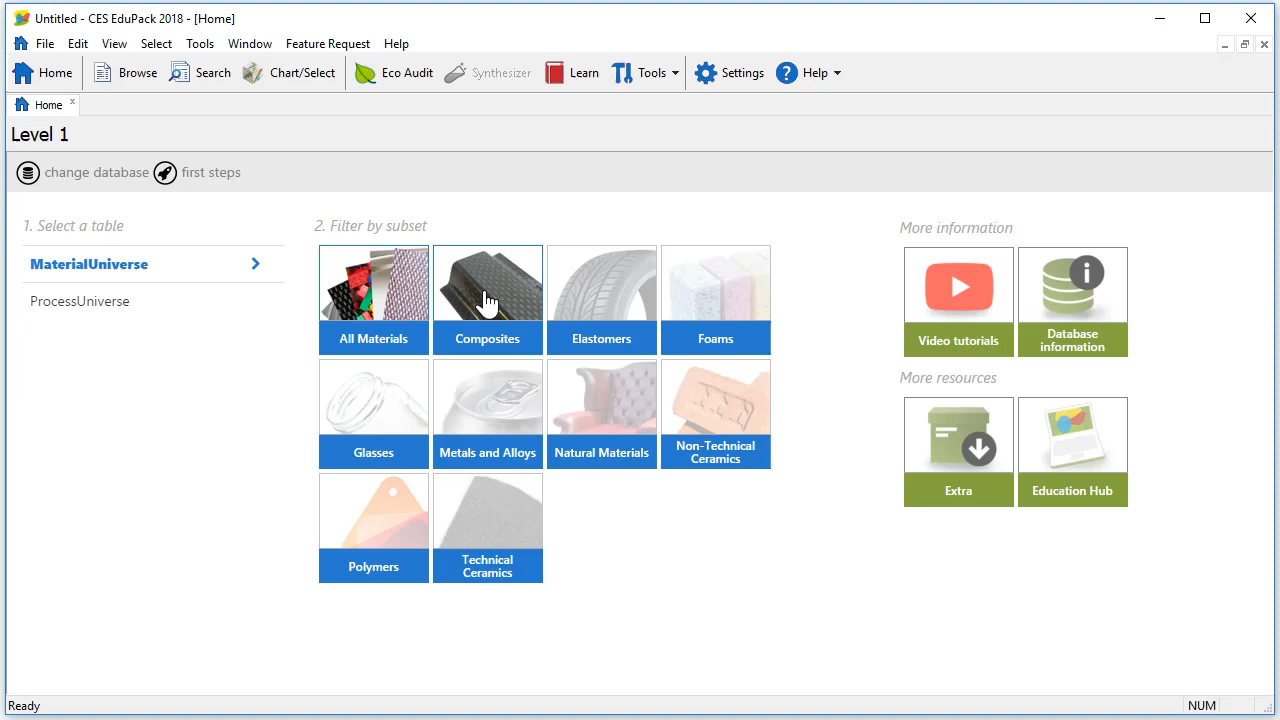 Untitled - CES EduPack 2018 - [Home]
File Edit View Select Tools Window Feature Request Help
Home Browse Search Chart/Select Eco Audit Synthesizer Learn Tools Settings Help
Home
Level 1
change database first steps
1. Select a table
MaterialUniverse
ProcessUniverse
2. Filter by subset
All Materials
Composites
Elastomers
Foams
Glasses
Metals and Alloys
Natural Materials
Non-Technical
Ceramics
Polymers
Technical
Ceramics
More information
Video tutorials
Database
information
More resources
Extra
Education Hub
Ready
NUM